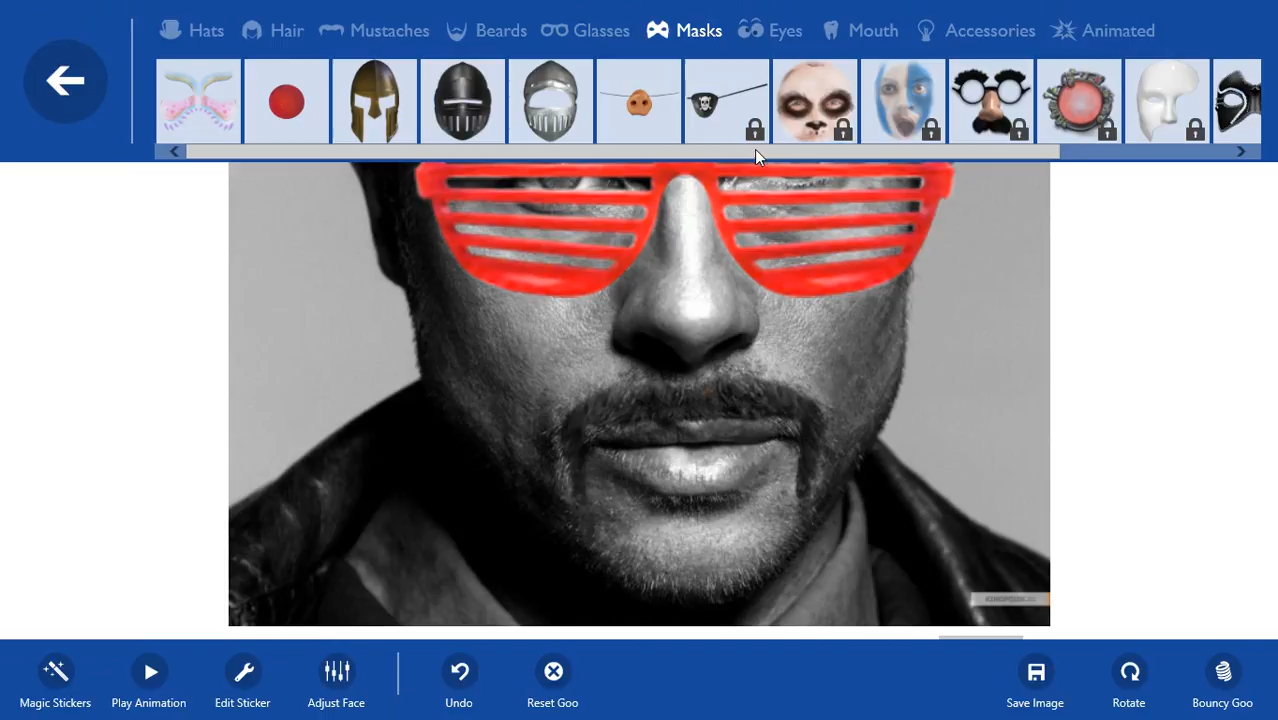 Hats Hair Mustaches Beards Glasses Masks Eyes Mouth Accessories Animated
Magic Stickers Play Animation Edit Sticker Adjust Face Undo Reset Goo Save Image Rotate Bouncy Goo